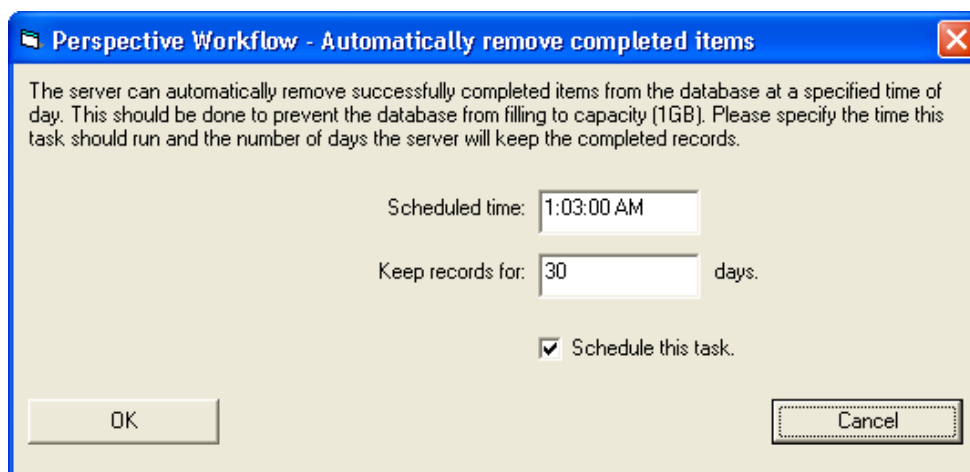 Perspective Workflow - Automatically remove completed items
The server can automatically remove successfully completed items from the database at a specified time of
day. This should be done to prevent the database from filling to capacity (1GB). Please specify the time this
task should run and the number of days the server will keep the completed records.
Scheduled time: 1:03:00 AM
Keep records for: 30 days.
Schedule this task.
OK Cancel